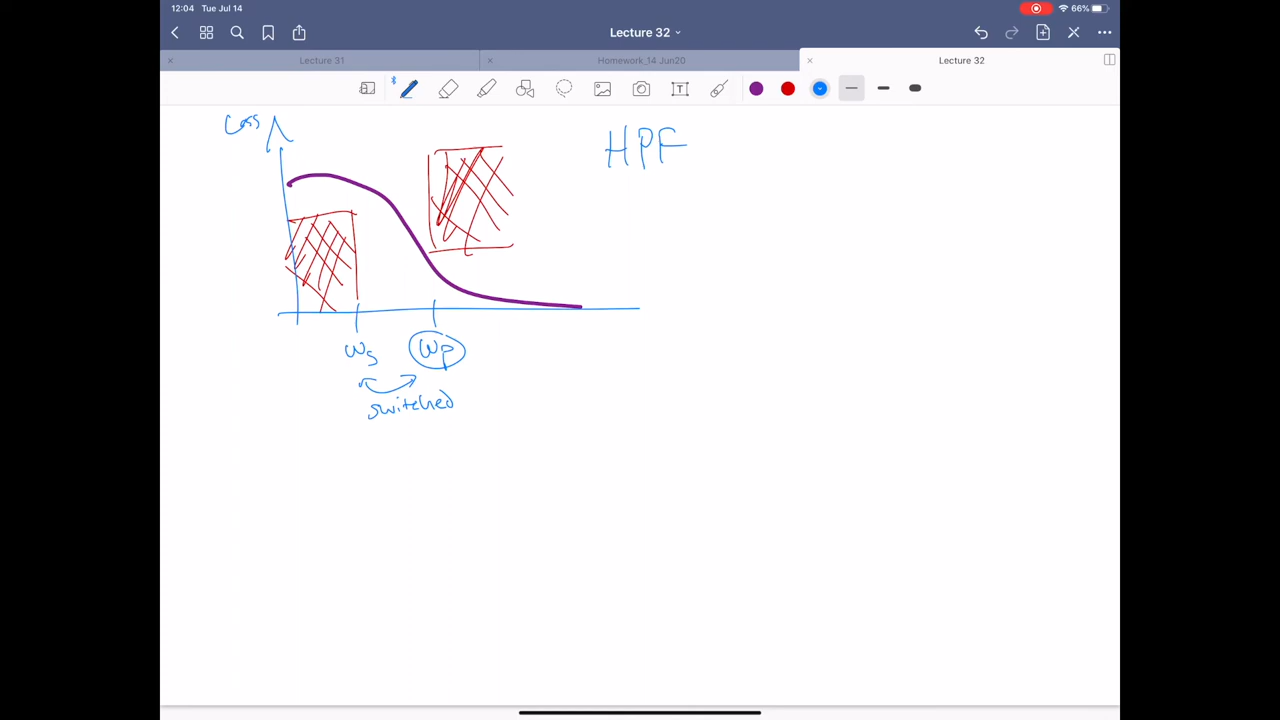 12:04 Tue Jul 14
66%
Lecture 32
Lecture 31
Homework_14 Jun20
Lecture 32
Loss
HPF
ws wp
switched